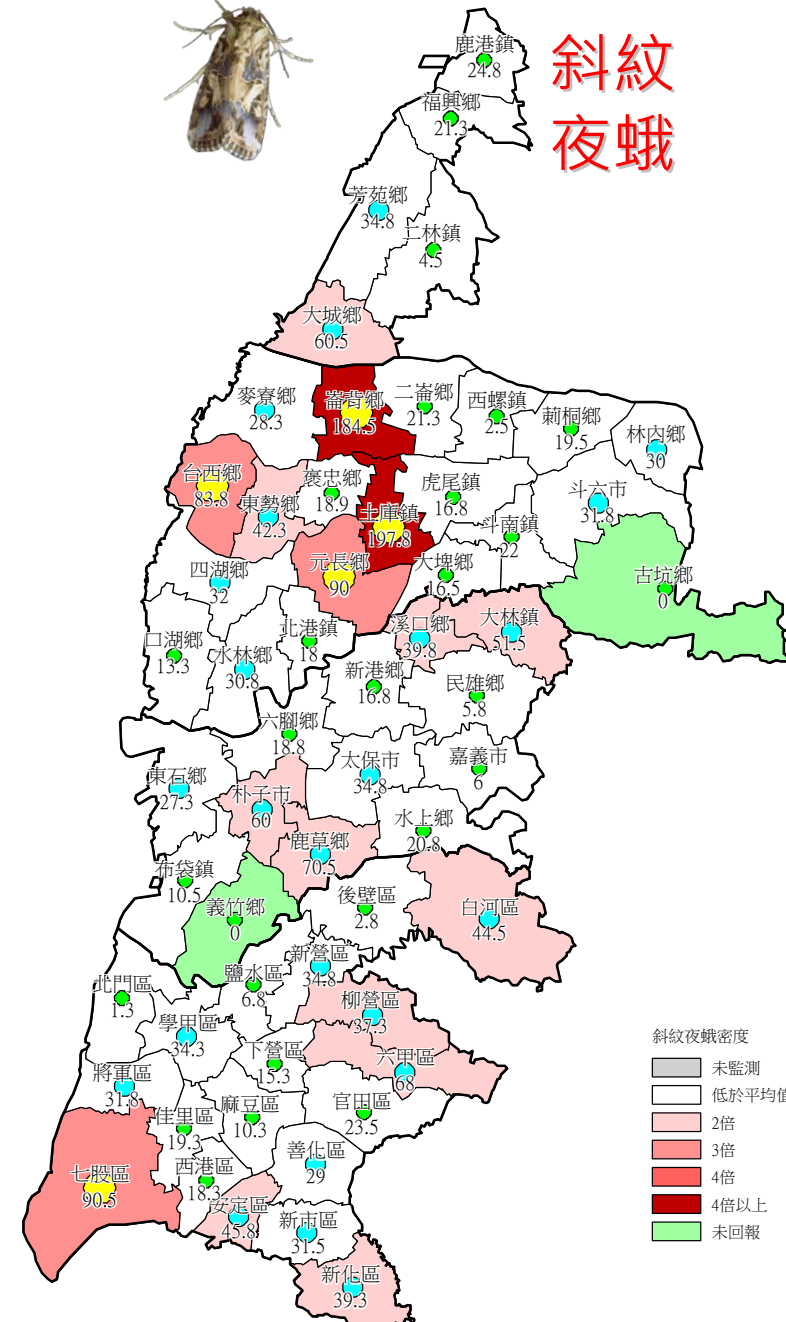 斜紋
夜蛾
鹿港鎮
24.8
福興鄉
21.3
芳苑鄉
34.8
二林鎮
4.5
大城鄉
60.5
麥寮鄉
28.3
崙背鄉
184.5
二崙鄉
21.3
西螺鎮
2.5
莿桐鄉
19.5
林內鄉
30
台西鄉
83.8
東勢鄉
42.3
褒忠鄉
18.9
土庫鎮
197.8
虎尾鎮
16.8
斗南鎮
22
斗六市
31.8
古坑鄉
0
四湖鄉
32
元長鄉
90
大埤鄉
16.5
口湖鄉
13.3
水林鄉
30.8
北港鎮
18
溪口鄉
39.8
大林鎮
51.5
新港鄉
16.8
民雄鄉
5.8
六腳鄉
18.8
東石鄉
27.3
朴子市
60
太保市
34.8
嘉義市
6
鹿草鄉
70.5
水上鄉
20.8
布袋鎮
10.5
義竹鄉
0
後壁區
2.8
白河區
44.5
北門區
1.3
鹽水區
6.8
新營區
34.8
柳營區
37.3
學甲區
34.3
下營區
15.3
六甲區
68
將軍區
31.8
佳里區
19.3
麻豆區
10.3
官田區
23.5
七股區
90.5
西港區
18.3
善化區
29
安定區
45.8
新市區
31.5
新化區
39.3
斜紋夜蛾密度
未監測
低於平均值
2倍
3倍
4倍
4倍以上
未回報